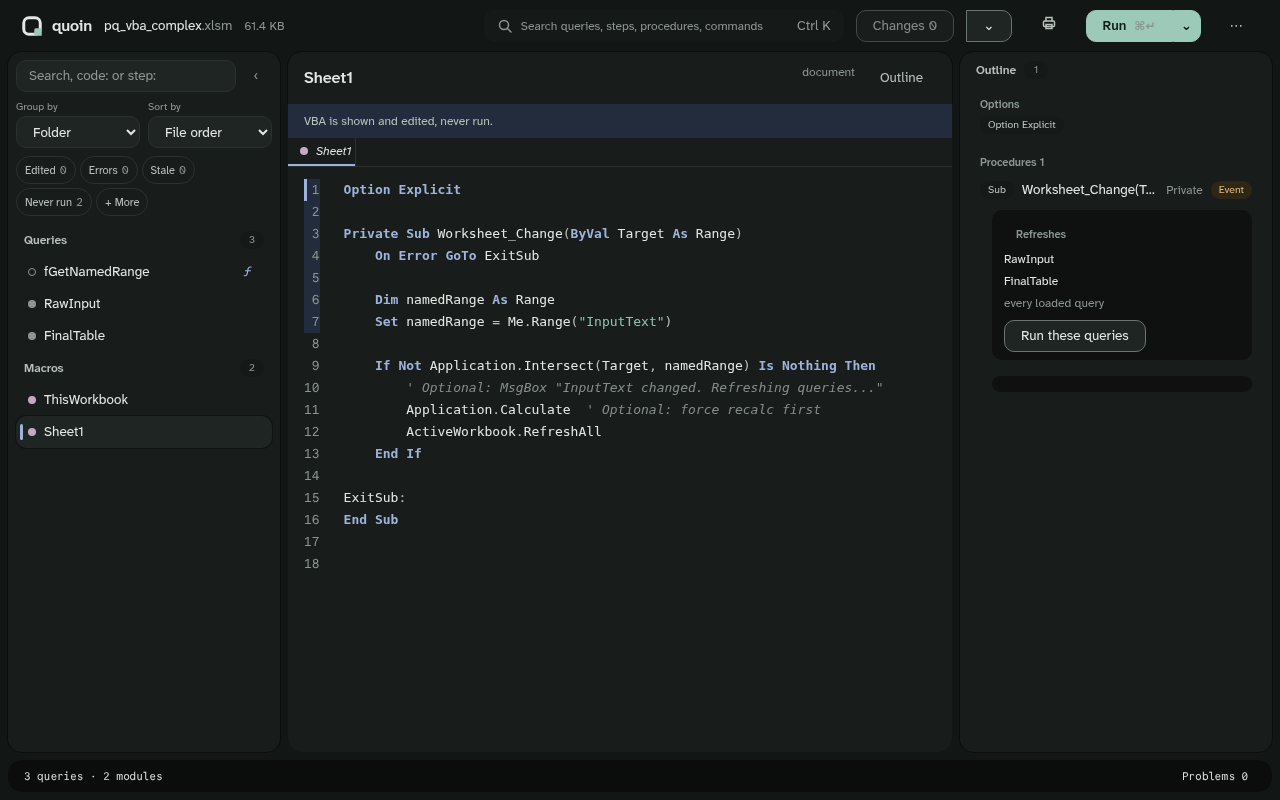 quoin pq_vba_complex.xlsm 61.4 KB
Search queries, steps, procedures, commands Ctrl K
Changes 0
Run ⌘↵
Search, code: or step:
Group by Sort by
Folder File order
Edited 0 Errors 0 Stale 0
Never run 2 + More
Queries 3
fGetNamedRange ƒ
RawInput
FinalTable
Macros 2
ThisWorkbook
Sheet1
Sheet1 document Outline
VBA is shown and edited, never run.
Sheet1
1 Option Explicit
2
3 Private Sub Worksheet_Change(ByVal Target As Range)
4 On Error GoTo ExitSub
5
6 Dim namedRange As Range
7 Set namedRange = Me.Range("InputText")
8
9 If Not Application.Intersect(Target, namedRange) Is Nothing Then
10 ' Optional: MsgBox "InputText changed. Refreshing queries..."
11 Application.Calculate ' Optional: force recalc first
12 ActiveWorkbook.RefreshAll
13 End If
14
15 ExitSub:
16 End Sub
17
18
Outline 1
Options
Option Explicit
Procedures 1
Sub Worksheet_Change(T... Private Event
Refreshes
RawInput
FinalTable
every loaded query
Run these queries
3 queries · 2 modules
Problems 0